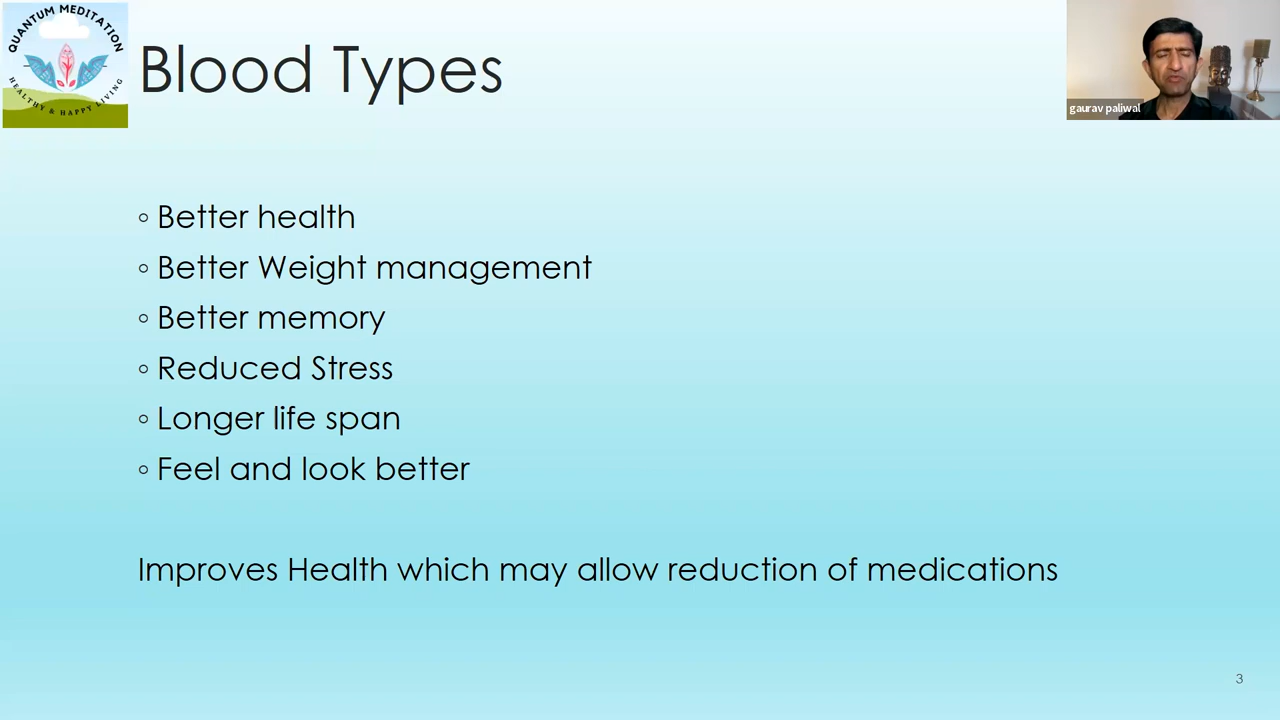 QUANTUM MEDITATION
HEALTHY & HAPPY LIVING
Blood Types
gaurav paliwal
◦ Better health
◦ Better Weight management
◦ Better memory
◦ Reduced Stress
◦ Longer life span
◦ Feel and look better
Improves Health which may allow reduction of medications
3